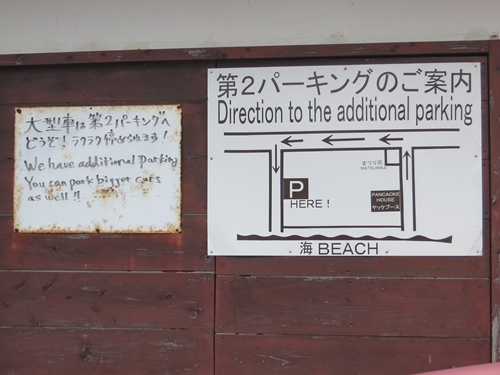 大型車は第2パーキングへ
どうぞ！ラクラク停められます！
We have additional parking
You can park bigger cars
as well!!
第2パーキングのご案内
Direction to the additional parking
まつり花
MATSURIKA
P
HERE!
PANCACKE
HOUSE
ヤッケブース
海 BEACH